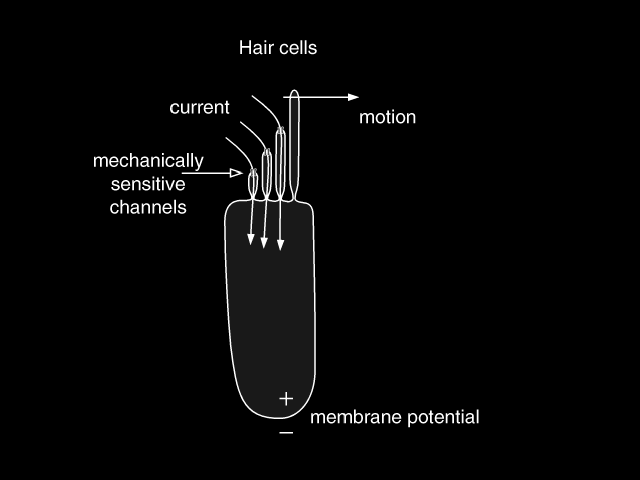 Hair cells
current
motion
mechanically
sensitive
channels
+
membrane potential
–